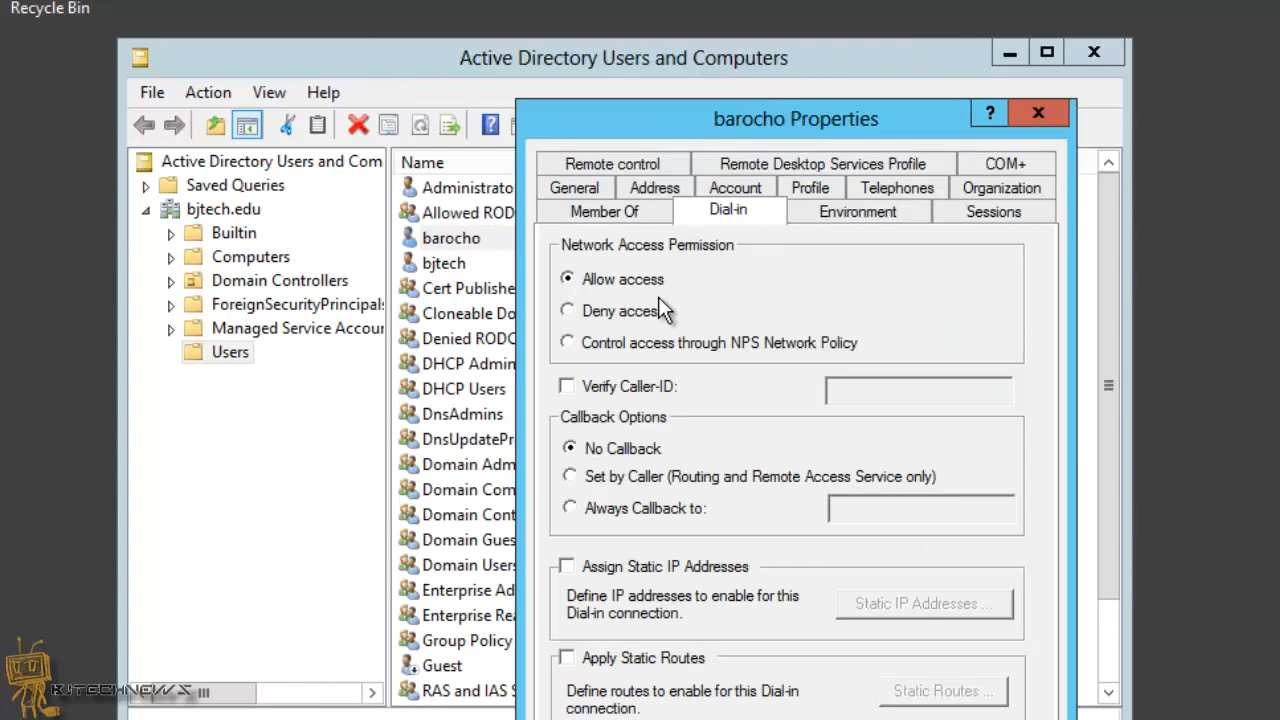 Recycle Bin
Active Directory Users and Computers
File Action View Help
barocho Properties
Active Directory Users and Com
Saved Queries
bjtech.edu
Builtin
Computers
Domain Controllers
ForeignSecurityPrincipals
Managed Service Accour
Users
Name
Administrato
Allowed ROD
barocho
bjtech
Cert Publishe
Cloneable Do
Denied RODC
DHCP Admin
DHCP Users
DnsAdmins
DnsUpdatePr
Domain Adm
Domain Com
Domain Cont
Domain Gues
Domain Users
Enterprise Ad
Enterprise Rea
Group Policy
Guest
RAS and IAS S
Remote control Remote Desktop Services Profile COM+
General Address Account Profile Telephones Organization
Member Of Dial-in Environment Sessions
Network Access Permission
Allow access
Deny access
Control access through NPS Network Policy
Verify Caller-ID:
Callback Options
No Callback
Set by Caller (Routing and Remote Access Service only)
Always Callback to:
Assign Static IP Addresses
Define IP addresses to enable for this
Dial-in connection.
Static IP Addresses ...
Apply Static Routes
Define routes to enable for this Dial-in
connection.
Static Routes ...
BJTECHNEWS